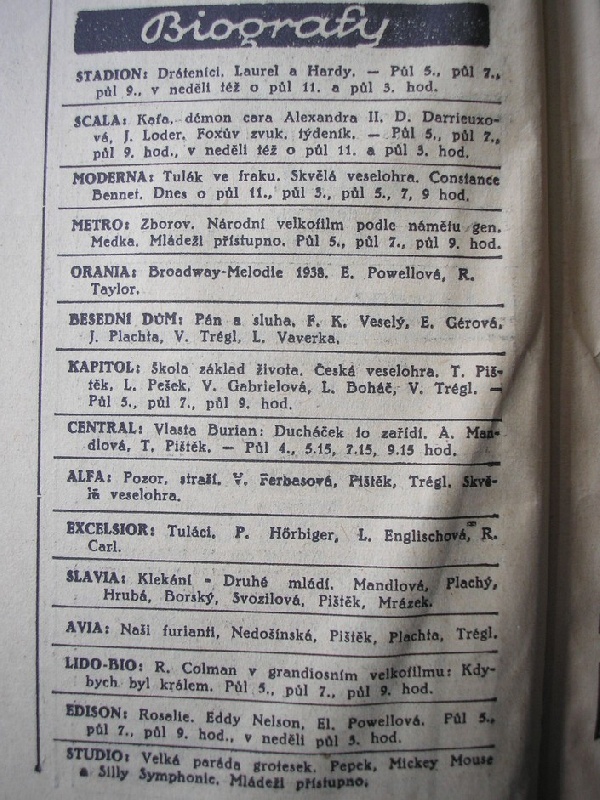 Biografy
STADION: Dráteníci, Laurel a Hardy. — Půl 5., půl 7.,
půl 9., v neděli též o půl 11. a půl 3. hod.
SCALA: Káťa, démon cara Alexandra II. D. Darrieuxo-
vá, J. Loder. Foxův zvuk. týdeník. — Půl 5., půl 7.,
půl 9. hod., v neděli též o půl 11. a půl 3. hod.
MODERNA: Tulák ve fraku. Skvělá veselohra. Constance
Bennet. Dnes o půl 11., půl 3., půl 5., 7, 9 hod.
METRO: Zborov. Národní velkofilm podle námětu gen.
Medka. Mládeži přístupno. Půl 5., půl 7., půl 9. hod.
ORANIA: Broadway-Melodie 1938. E. Powellová, R.
Taylor.
BESEDNÍ DŮM: Pán a sluha. F. K. Veselý, E. Gérová,
J. Plachta, V. Trégl, L. Vaverka.
KAPITOL: Škola základ života. Česká veselohra. T. Piš-
těk, L. Pešek, V. Gabrielová, L. Boháč, V. Trégl. —
Půl 5., půl 7., půl 9. hod.
CENTRAL: Vlasta Burian: Ducháček to zařídí. A. Man-
dlová, T. Pištěk. — Půl 4., 5.15, 7.15, 9.15 hod.
ALFA: Pozor, straší. V. Ferbasová, Pištěk, Trégl. Skvě-
lá veselohra.
EXCELSIOR: Tuláci. P. Hörbiger, L. Englischová, R.
Carl.
SLAVIA: Klekání - Druhé mládí. Mandlová, Plachý,
Hrubá, Borský, Svozilová, Pištěk, Mrázek.
AVIA: Naši furianti, Nedošínská, Pištěk, Plachta, Trégl.
LIDO-BIO: R. Colman v grandiosním velkofilmu: Kdy-
bych byl králem. Půl 5., půl 7., půl 9. hod.
EDISON: Rosalie. Eddy Nelson, El. Powellová. Půl 5.,
půl 7., půl 9. hod., v neděli půl 3. hod.
STUDIO: Velká paráda grotesek. Pepek, Mickey Mouse
a Silly Symphonie. Mládeži přístupno.